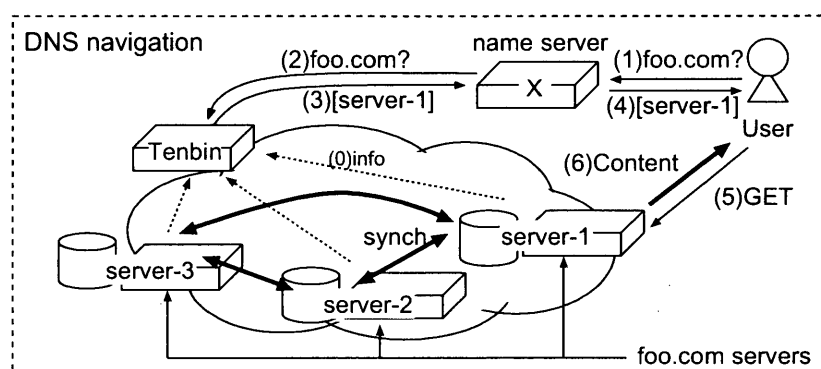 DNS navigation
name server
(2)foo.com?
(1)foo.com?
X
(3)[server-1]
(4)[server-1]
User
Tenbin
(0)info
(6)Content
(5)GET
synch
server-1
server-3
server-2
foo.com servers